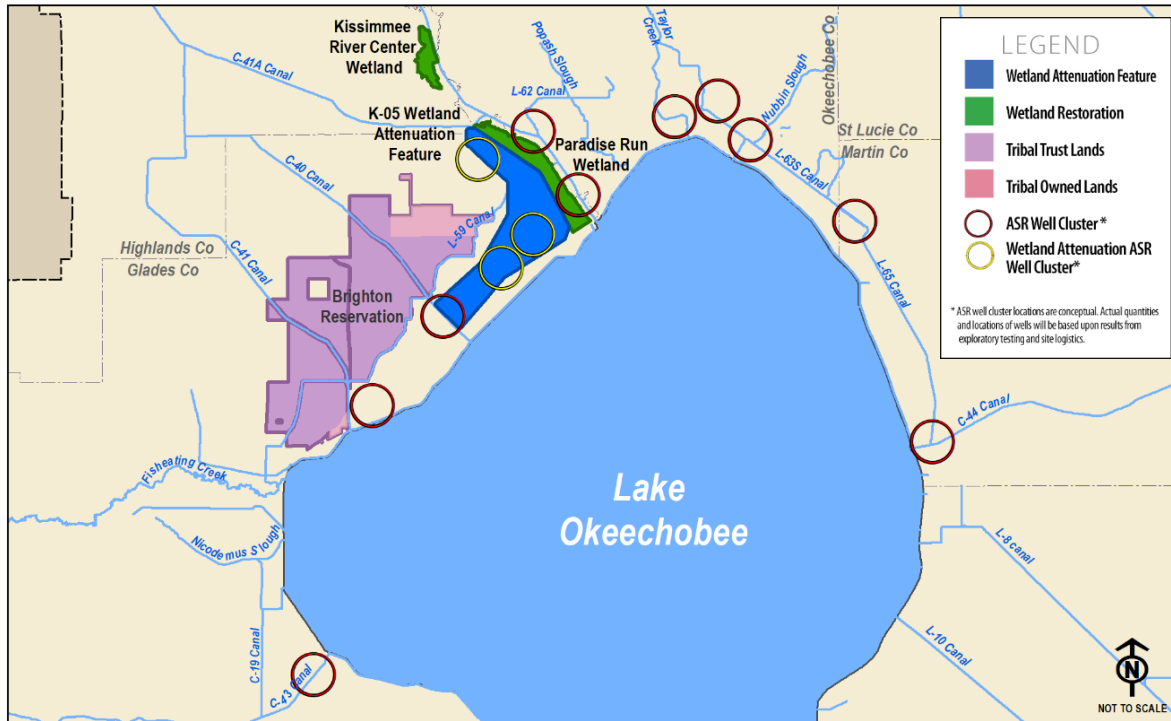 Kissimmee
River Center
Wetland
C-41A Canal
Popash Slough
Taylor
Creek
L-62 Canal
Nubbin Slough
Okeechobee Co
St Lucie Co
Martin Co
K-05 Wetland
Attenuation
Feature
Paradise Run
Wetland
C-40 Canal
L-63S Canal
L-59 Canal
Highlands Co
Glades Co
C-41 Canal
L-65 Canal
Brighton
Reservation
C-44 Canal
Fisheating Creek
Lake
Okeechobee
Nicodemus Slough
L-8 canal
C-19 Canal
L-10 Canal
C-43 Canal
LEGEND
Wetland Attenuation Feature
Wetland Restoration
Tribal Trust Lands
Tribal Owned Lands
ASR Well Cluster *
Wetland Attenuation ASR
Well Cluster*
* ASR well cluster locations are conceptual. Actual quantities
and locations of wells will be based upon results from
exploratory testing and site logistics.
N
NOT TO SCALE